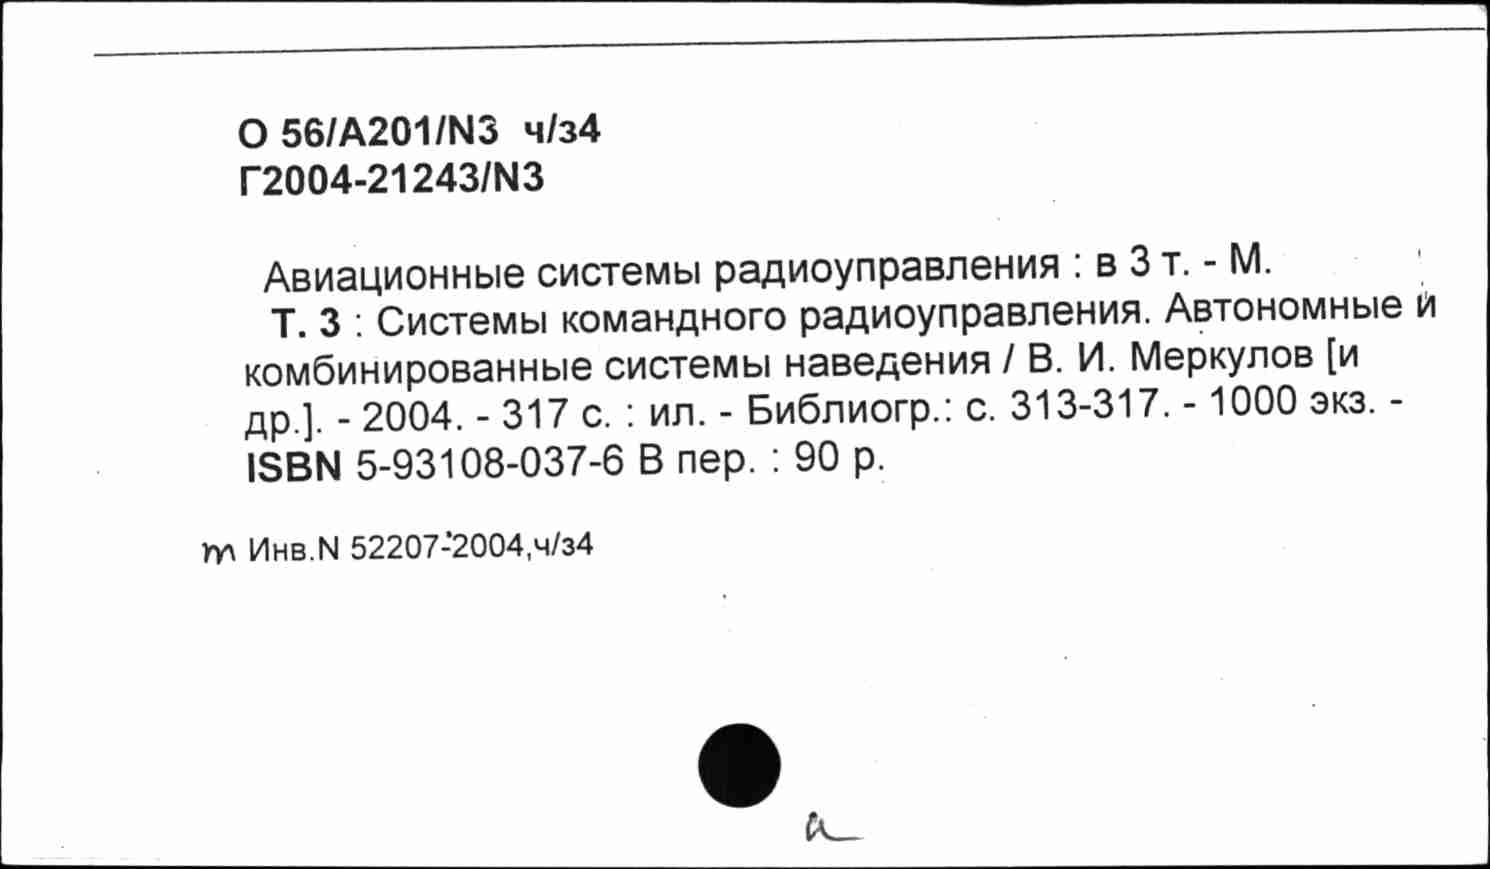 О 56/А201/N3 ч/з4
Г2004-21243/N3
Авиационные системы радиоуправления : в 3 т. - М.
Т. 3 : Системы командного радиоуправления. Автономные и
комбинированные системы наведения / В. И. Меркулов [и
др.]. - 2004. - 317 с. : ил. - Библиогр.: с. 313-317. - 1000 экз. -
ISBN 5-93108-037-6 В пер. : 90 р.
т Инв.N 52207-2004,ч/з4
а